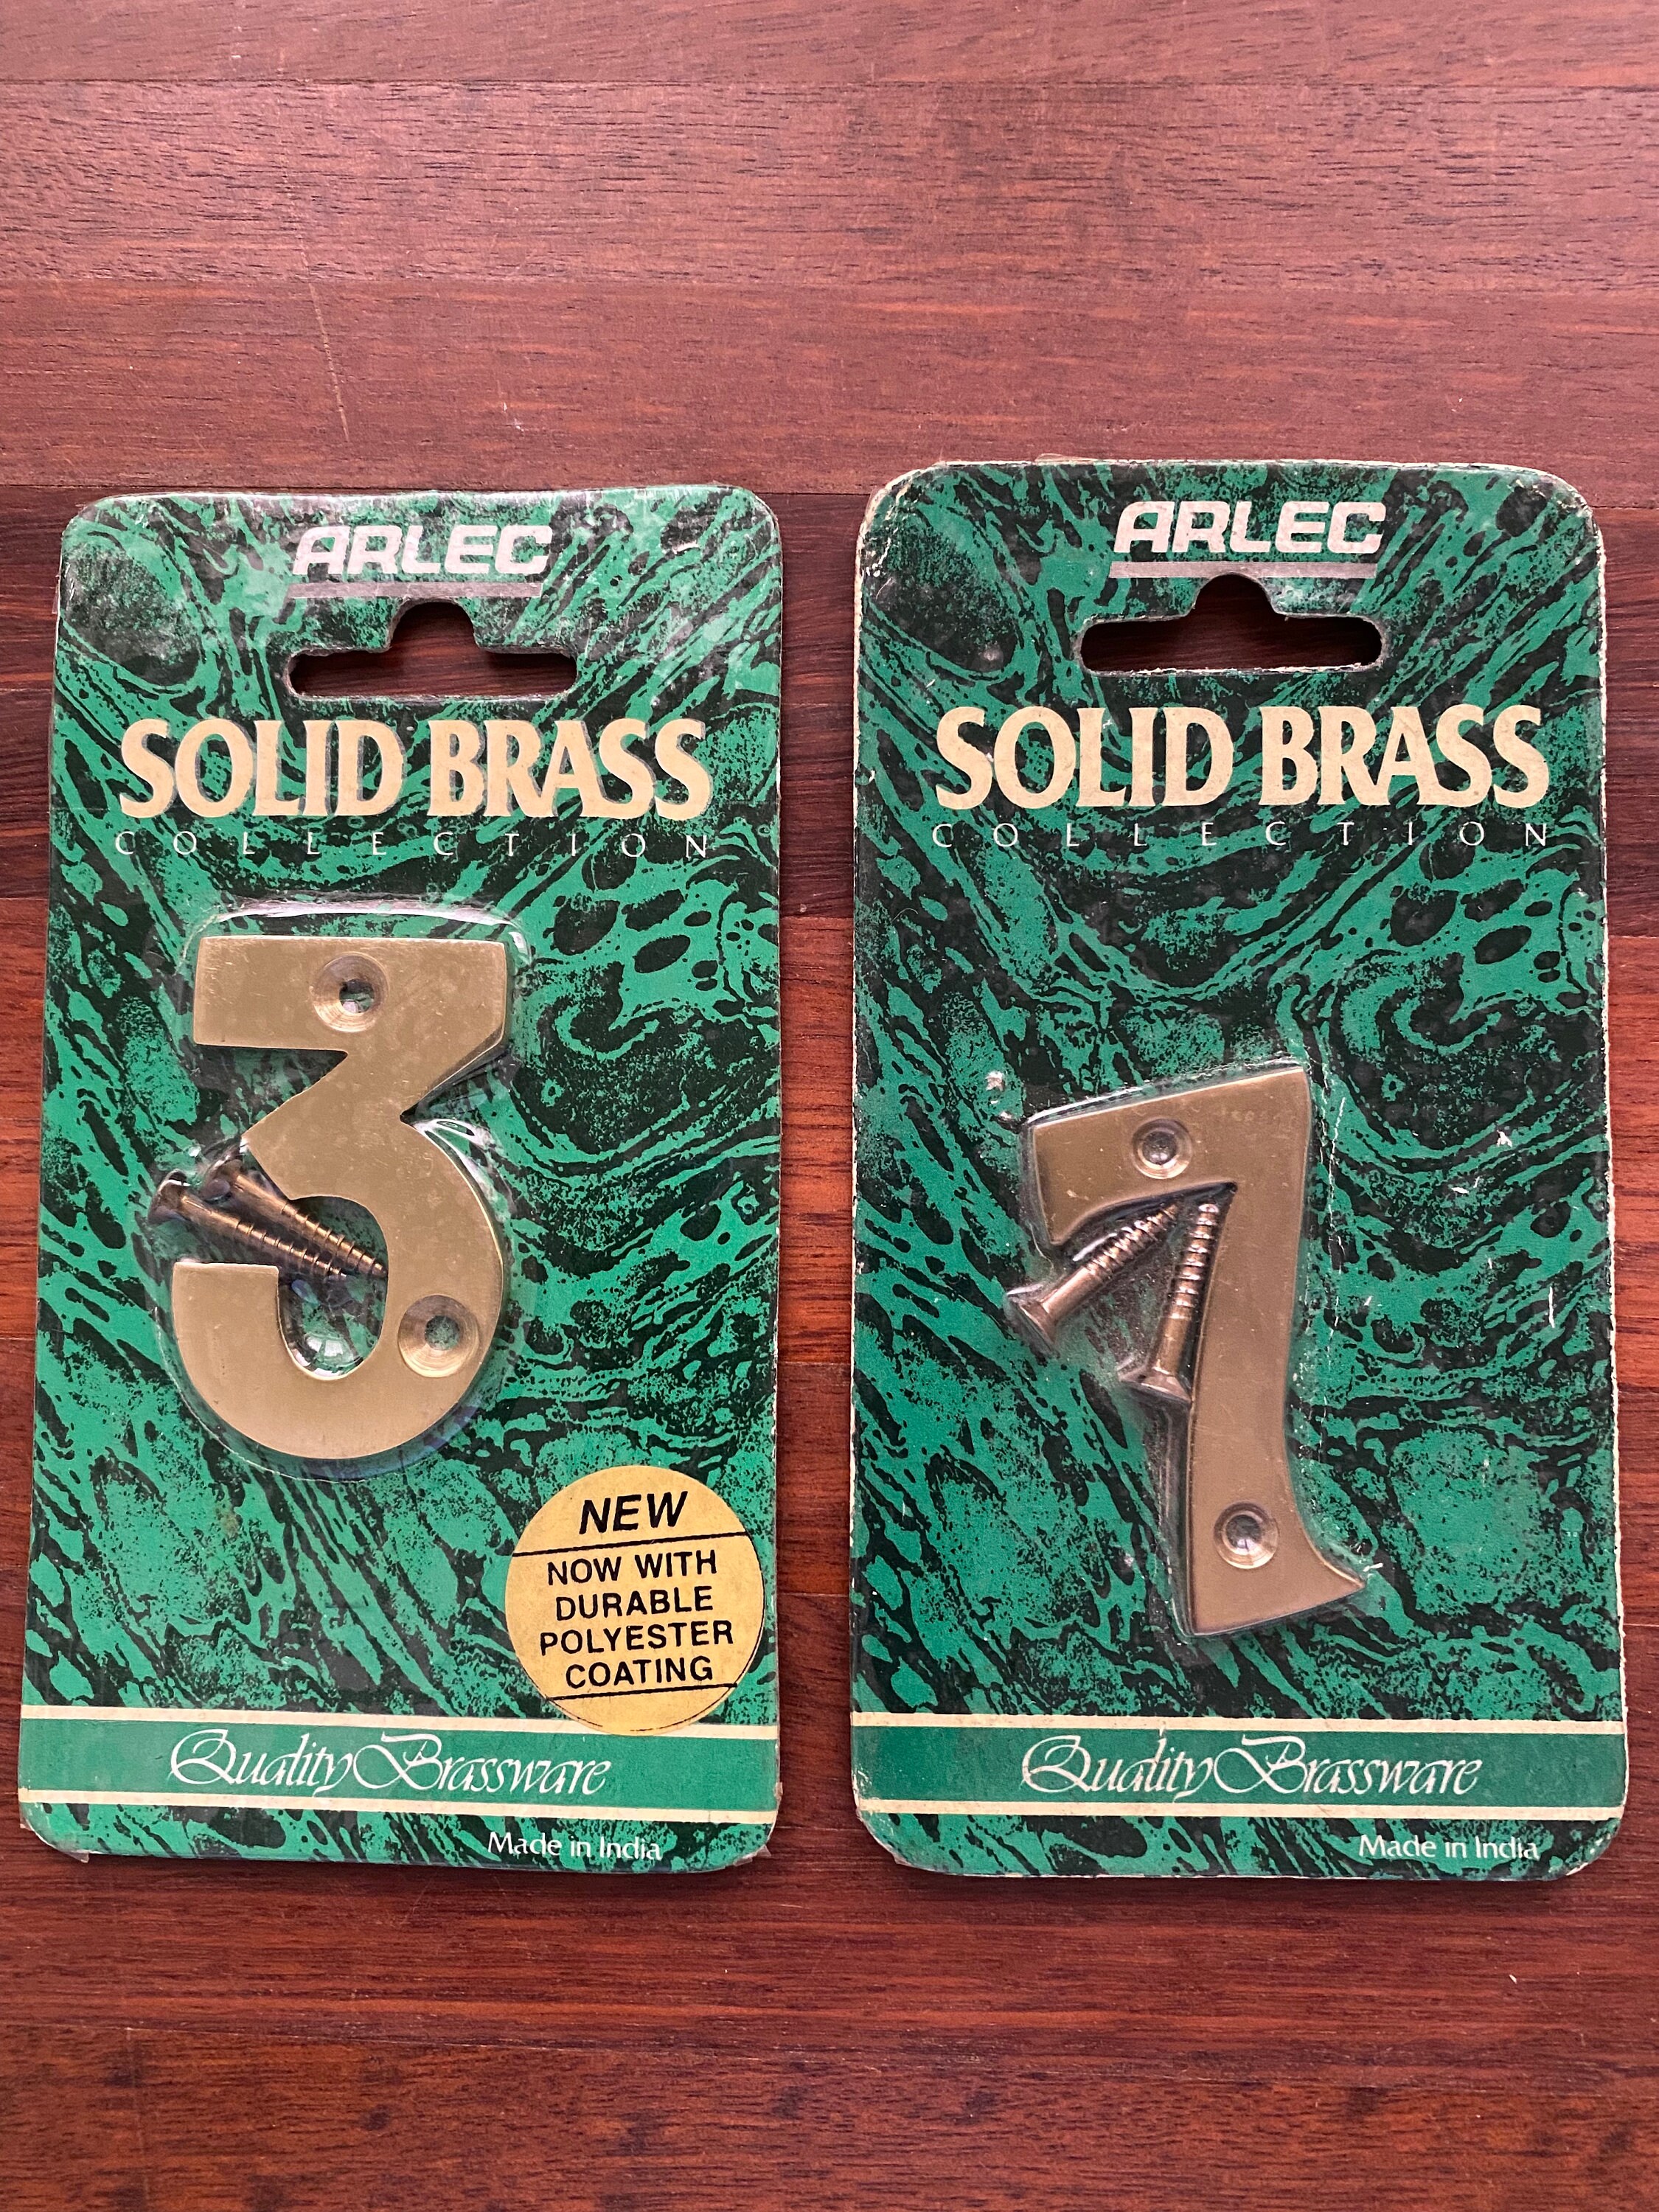 ARLEC
SOLID BRASS
COLLECTION
3
NEW
NOW WITH
DURABLE
POLYESTER
COATING
Quality Brassware
Made in India
ARLEC
SOLID BRASS
COLLECTION
7
Quality Brassware
Made in India